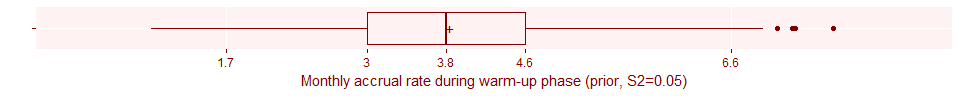 1.7 3 3.8 4.6 6.6
Monthly accrual rate during warm-up phase (prior, S2=0.05)